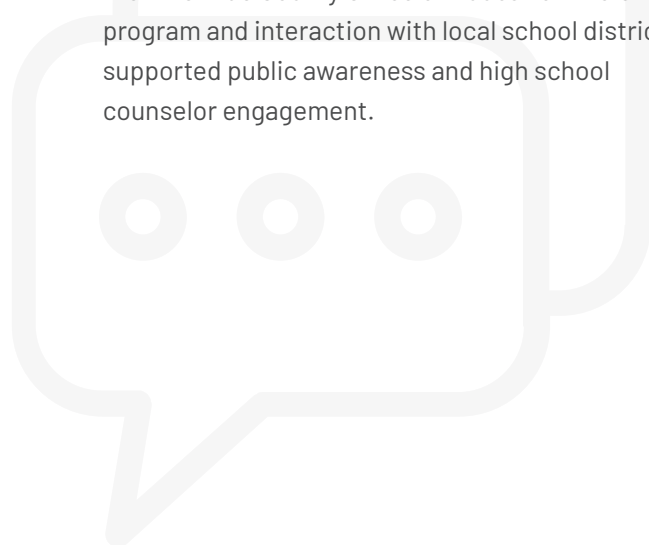 program and interaction with local school distric
supported public awareness and high school
counselor engagement.